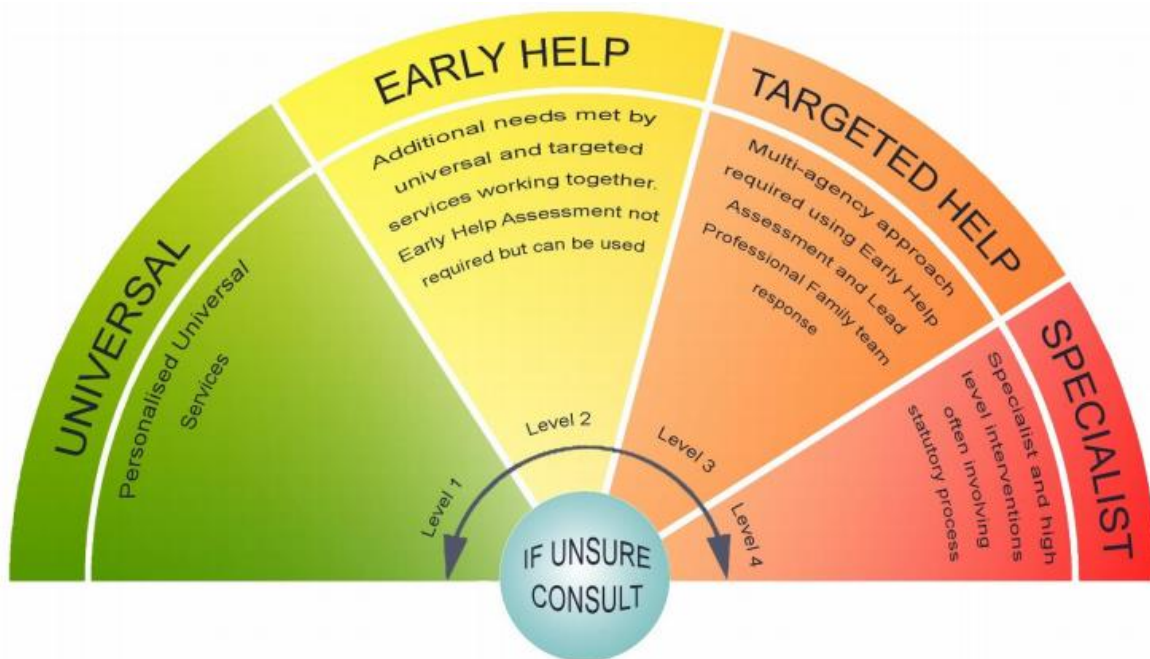 UNIVERSAL
Personalised Universal
Services
Level 1
EARLY HELP
Additional needs met by
universal and targeted
services working together.
Early Help Assessment not
required but can be used
Level 2
TARGETED HELP
Multi-agency approach
required using Early Help
Assessment and Lead
Professional Family team
response
Level 3
SPECIALIST
Specialist and high
level interventions
often involving
statutory process
Level 4
IF UNSURE
CONSULT